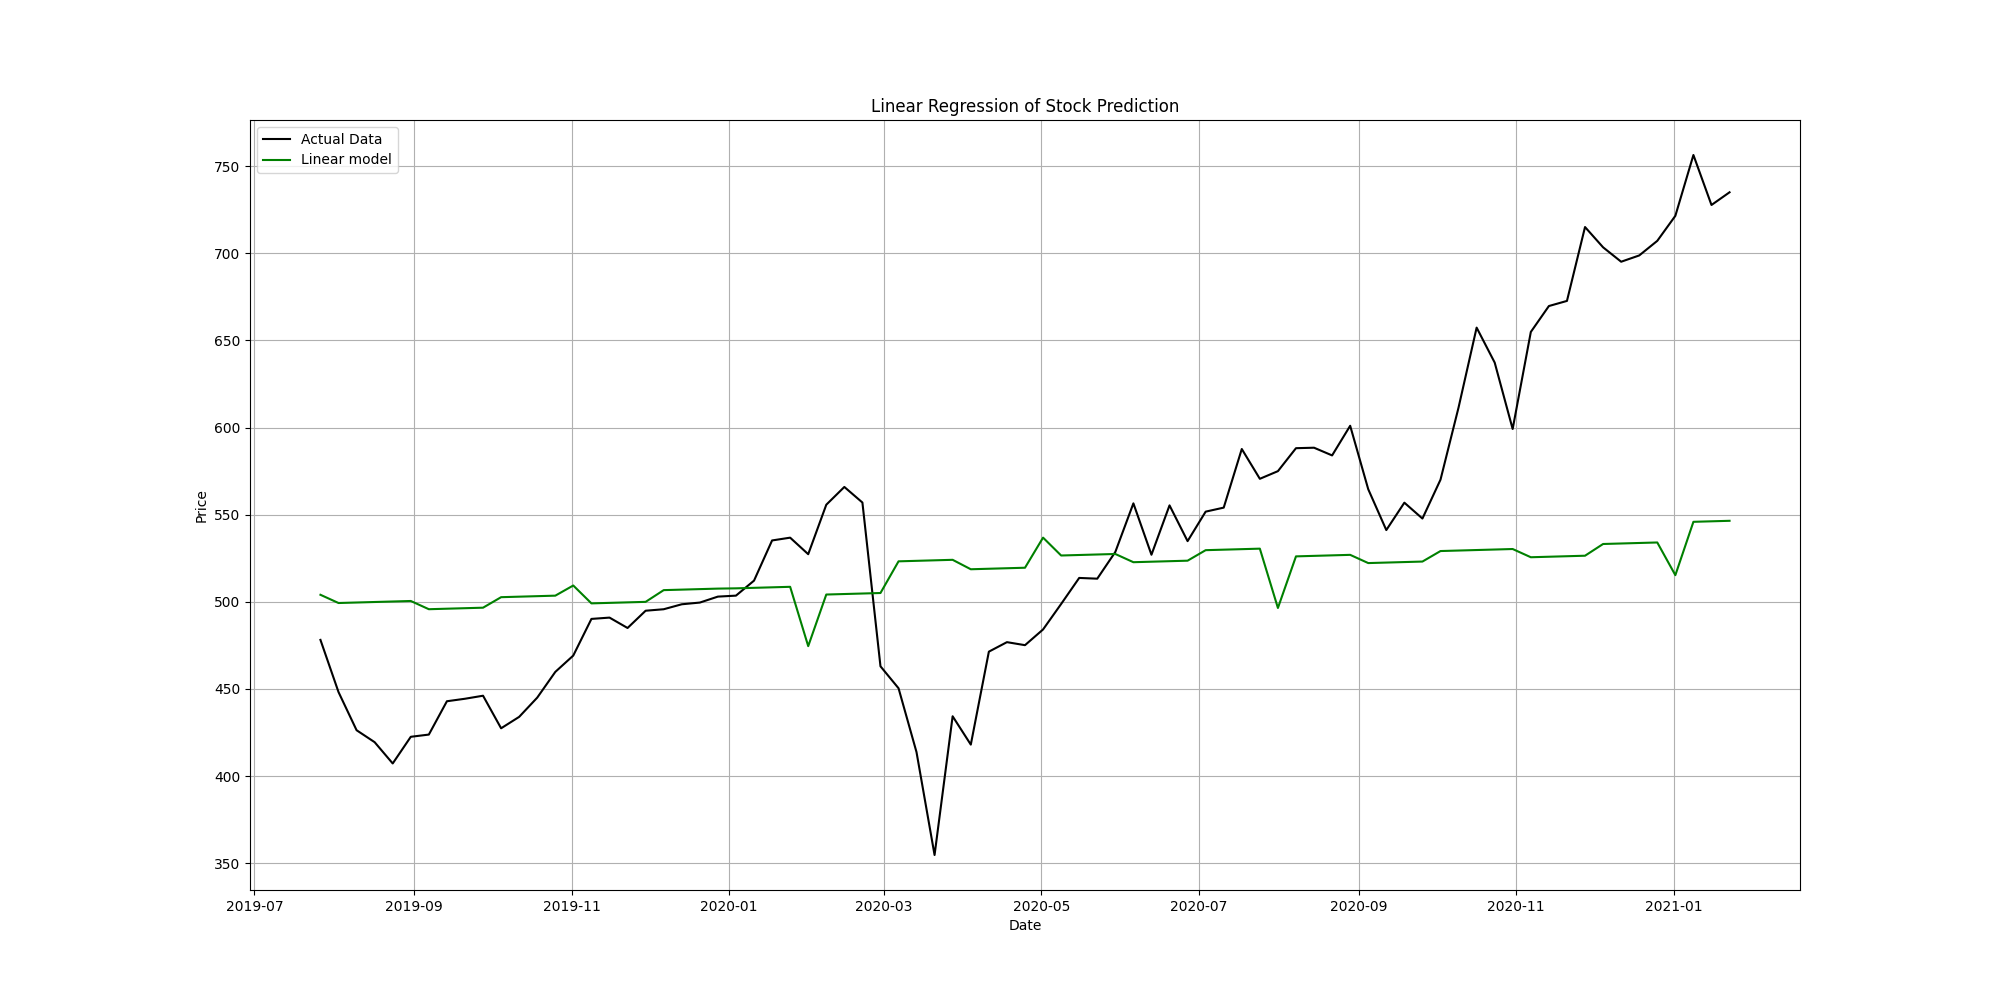 Linear Regression of Stock Prediction
Actual Data
Linear model
750
700
650
600
550
500
450
400
350
Price
2019-07 2019-09 2019-11 2020-01 2020-03 2020-05 2020-07 2020-09 2020-11 2021-01
Date